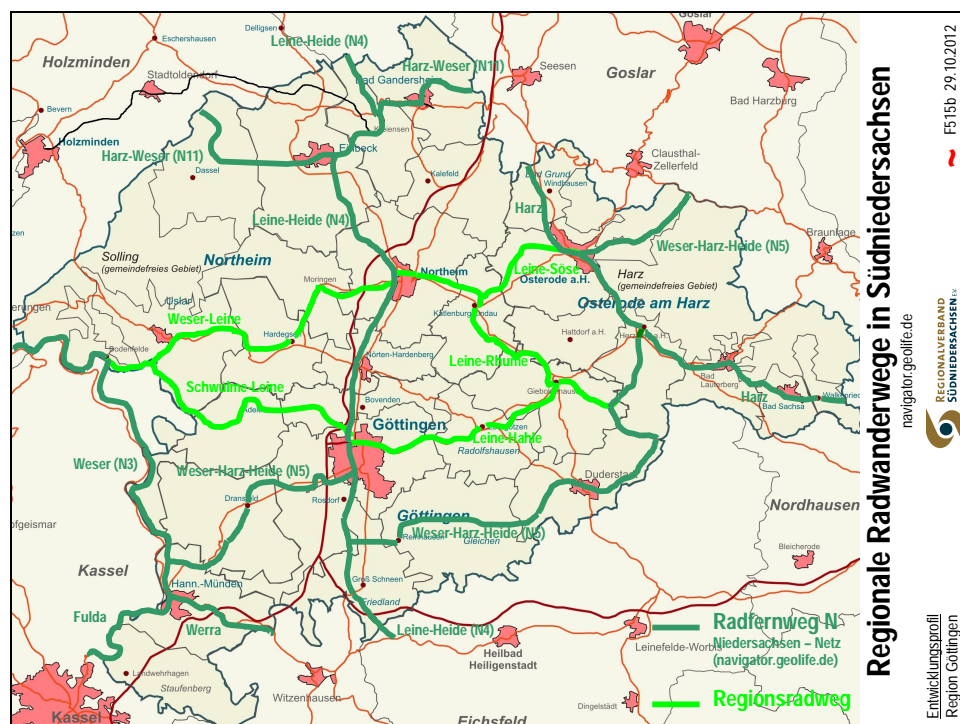 Delligsen
Goslar
Eschershausen
Leine-Heide (N4)
Holzminden
Harz-Weser (N11)
Seesen
Goslar
Stadtoldendorf
Bad Gandersheim
Bad Harzburg
Bevern
Kreiensen
Holzminden
Einbeck
Harz-Weser (N11)
Clausthal-
Zellerfeld
Dassel
Kalefeld
Bad Grund
Windhausen
Harz
Leine-Heide (N4)
Braunlage
Weser-Harz-Heide (N5)
Solling
(gemeindefreies Gebiet)
Northeim
Northeim
Leine-Söse
Osterode a.H.
Harz
(gemeindefreies Gebiet)
Moringen
Osterode am Harz
Uslar
Weser-Leine
Katlenburg-Lindau
Hardegsen
Hattdorf a.H.
Bodenfelde
Nörten-Hardenberg
Leine-Rhume
Bad
Lauterberg
Schwülme-Leine
Harz
Walkenried
Bad Sachsa
Bovenden
Göttingen
Leine-Hahle
Radolfshausen
Weser (N3)
Weser-Harz-Heide (N5)
Duderstadt
Dransfeld
Rosdorf
Nordhausen
Göttingen
Weser-Harz-Heide (N5)
Reinhausen
Gleichen
ofgeismar
Bleicherode
Kassel
Hann.-Münden
Groß Schneen
Friedland
Fulda
Werra
Leine-Heide (N4)
Heilbad
Heiligenstadt
Leinefelde-Worbis
Landwehrhagen
Staufenberg
Witzenhausen
Dingelstädt
Kassel
Eichsfeld
Radfernweg N
Niedersachsen – Netz
(navigator.geolife.de)
Regionsradweg
Regionale Radwanderwege in Südniedersachsen
navigator.geolife.de
REGIONALVERBAND
SÜDNIEDERSACHSEN E.V.
F515b 29.10.2012
Entwicklungsprofil
Region Göttingen